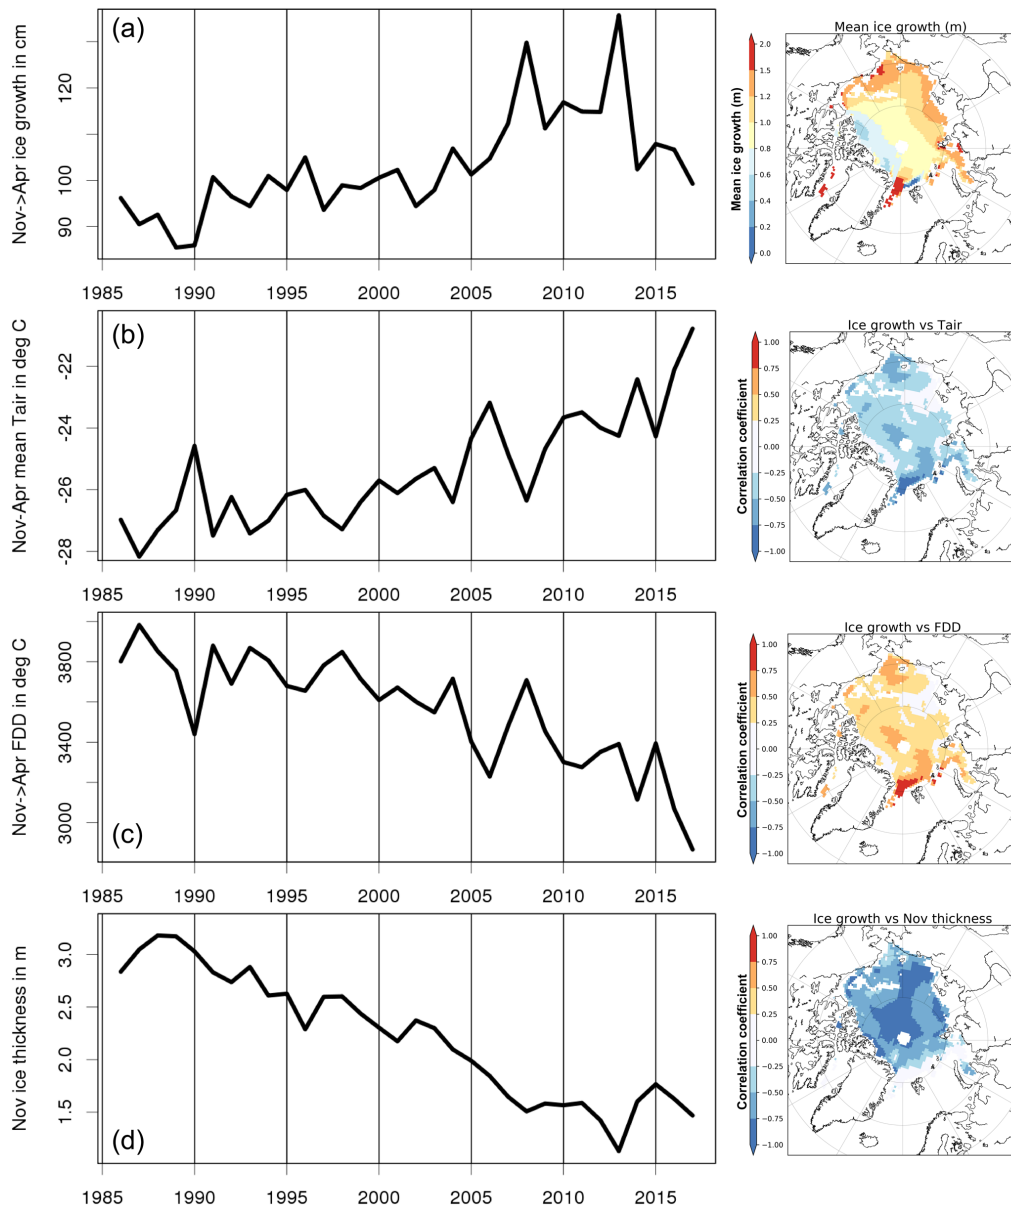 (a)
Nov->Apr ice growth in cm
90 100 120
1985 1990 1995 2000 2005 2010 2015
Mean ice growth (m)
Mean ice growth (m)
2.0
1.5
1.2
1.0
0.8
0.6
0.4
0.2
0.0
(b)
Nov-Apr mean Tair in deg C
-28 -26 -24 -22
1985 1990 1995 2000 2005 2010 2015
Ice growth vs Tair
Correlation coefficient
1.00
0.75
0.50
0.25
0.00
−0.25
−0.50
−0.75
−1.00
(c)
Nov->Apr FDD in deg C
3000 3400 3800
1985 1990 1995 2000 2005 2010 2015
Ice growth vs FDD
Correlation coefficient
1.00
0.75
0.50
0.25
0.00
−0.25
−0.50
−0.75
−1.00
(d)
Nov ice thickness in m
1.5 2.0 2.5 3.0
1985 1990 1995 2000 2005 2010 2015
Ice growth vs Nov thickness
Correlation coefficient
1.00
0.75
0.50
0.25
0.00
−0.25
−0.50
−0.75
−1.00